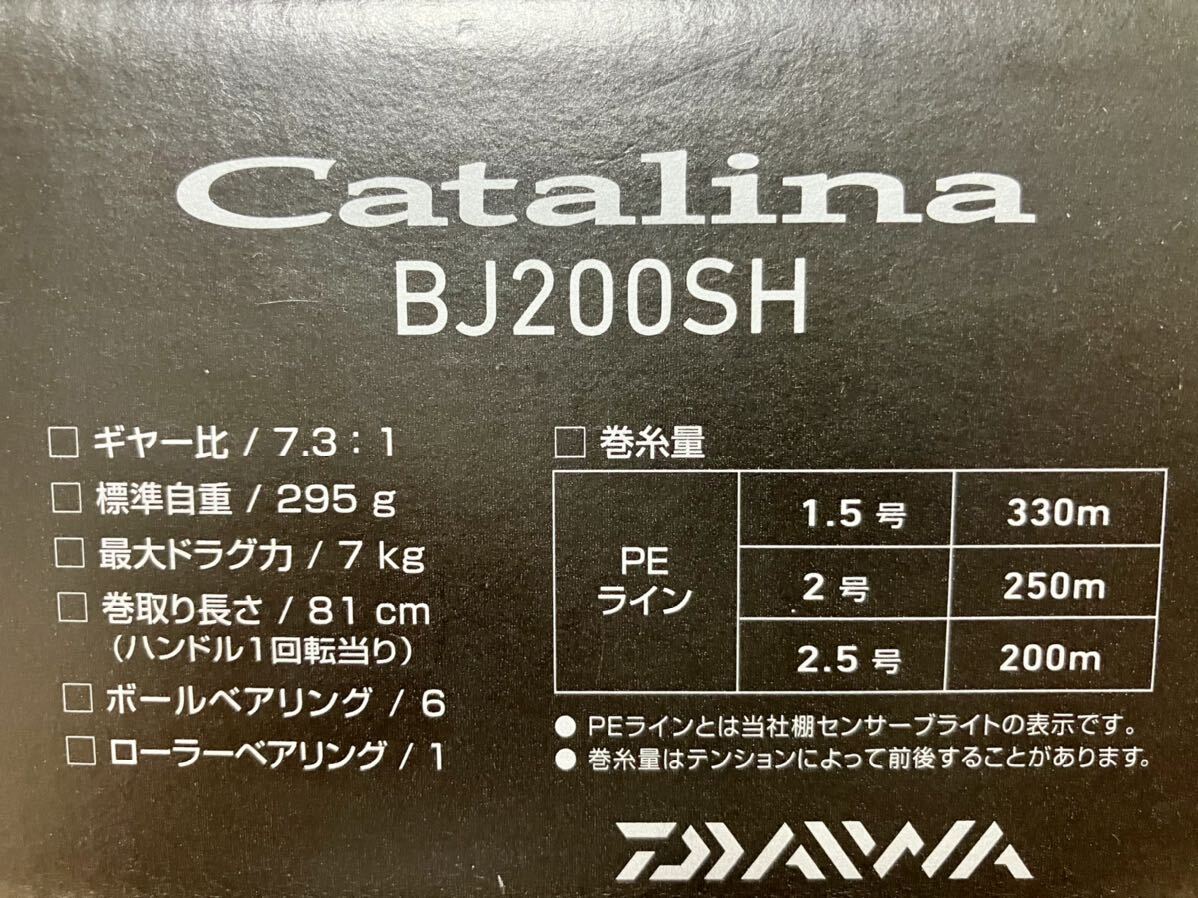 Catalina
BJ200SH
□ ギヤー比 / 7.3：1
□ 標準自重 / 295 g
□ 最大ドラグ力 / 7 kg
□ 巻取り長さ / 81 cm
（ハンドル1回転当り）
□ ボールベアリング / 6
□ ローラーベアリング / 1
□ 巻糸量
PE
ライン
1.5 号 330m
2 号 250m
2.5 号 200m
● PEラインとは当社棚センサーブライトの表示です。
● 巻糸量はテンションによって前後することがあります。
DAIWA